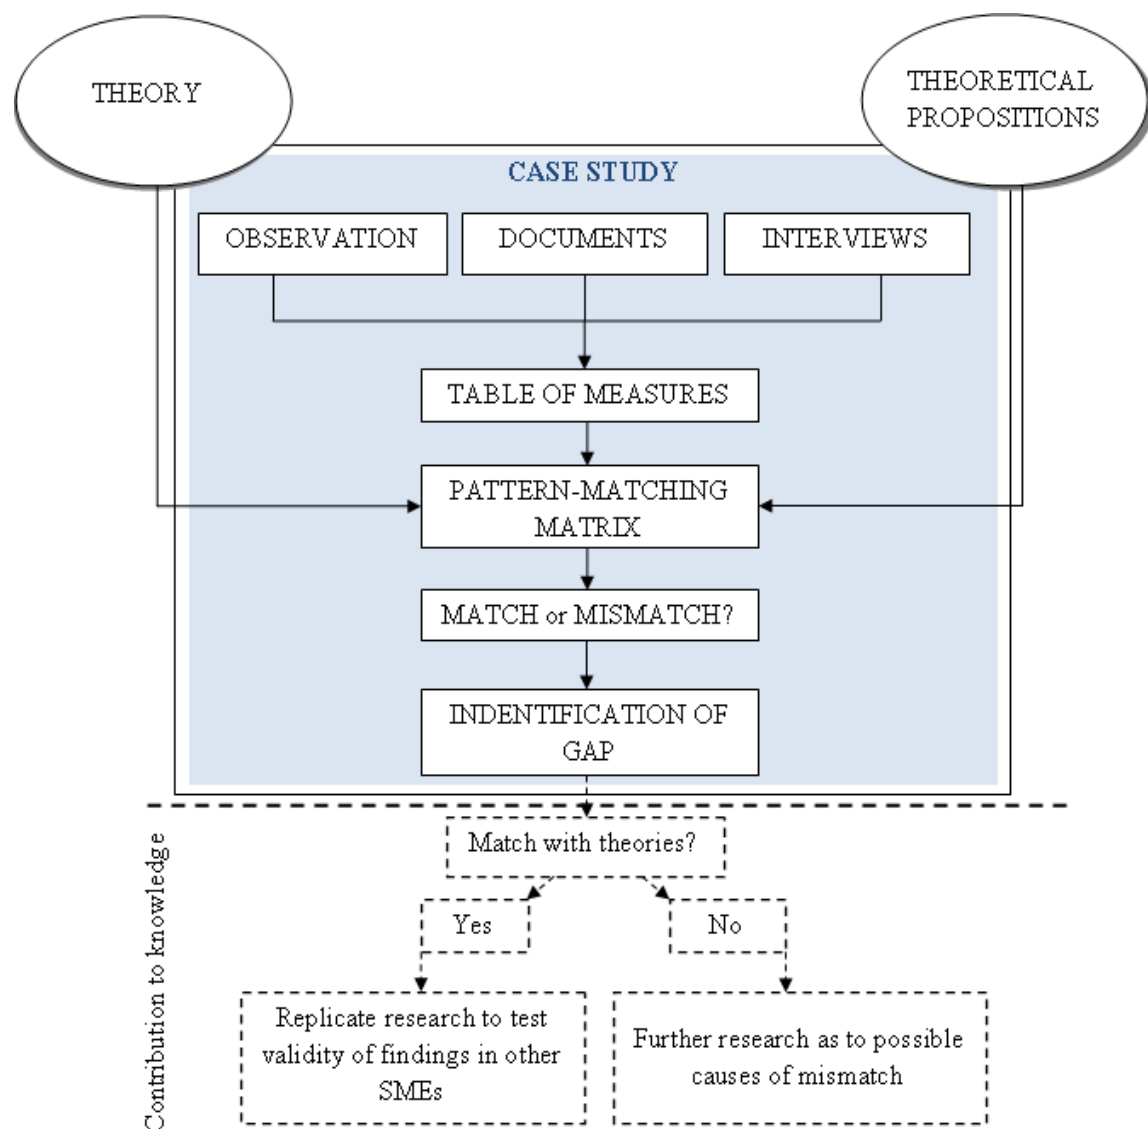 THEORY
THEORETICAL
PROPOSITIONS
CASE STUDY
OBSERVATION
DOCUMENTS
INTERVIEWS
TABLE OF MEASURES
PATTERN-MATCHING
MATRIX
MATCH or MISMATCH?
INDENTIFICATION OF
GAP
Contribution to knowledge
Match with theories?
Yes
No
Replicate research to test
validity of findings in other
SMEs
Further research as to possible
causes of mismatch